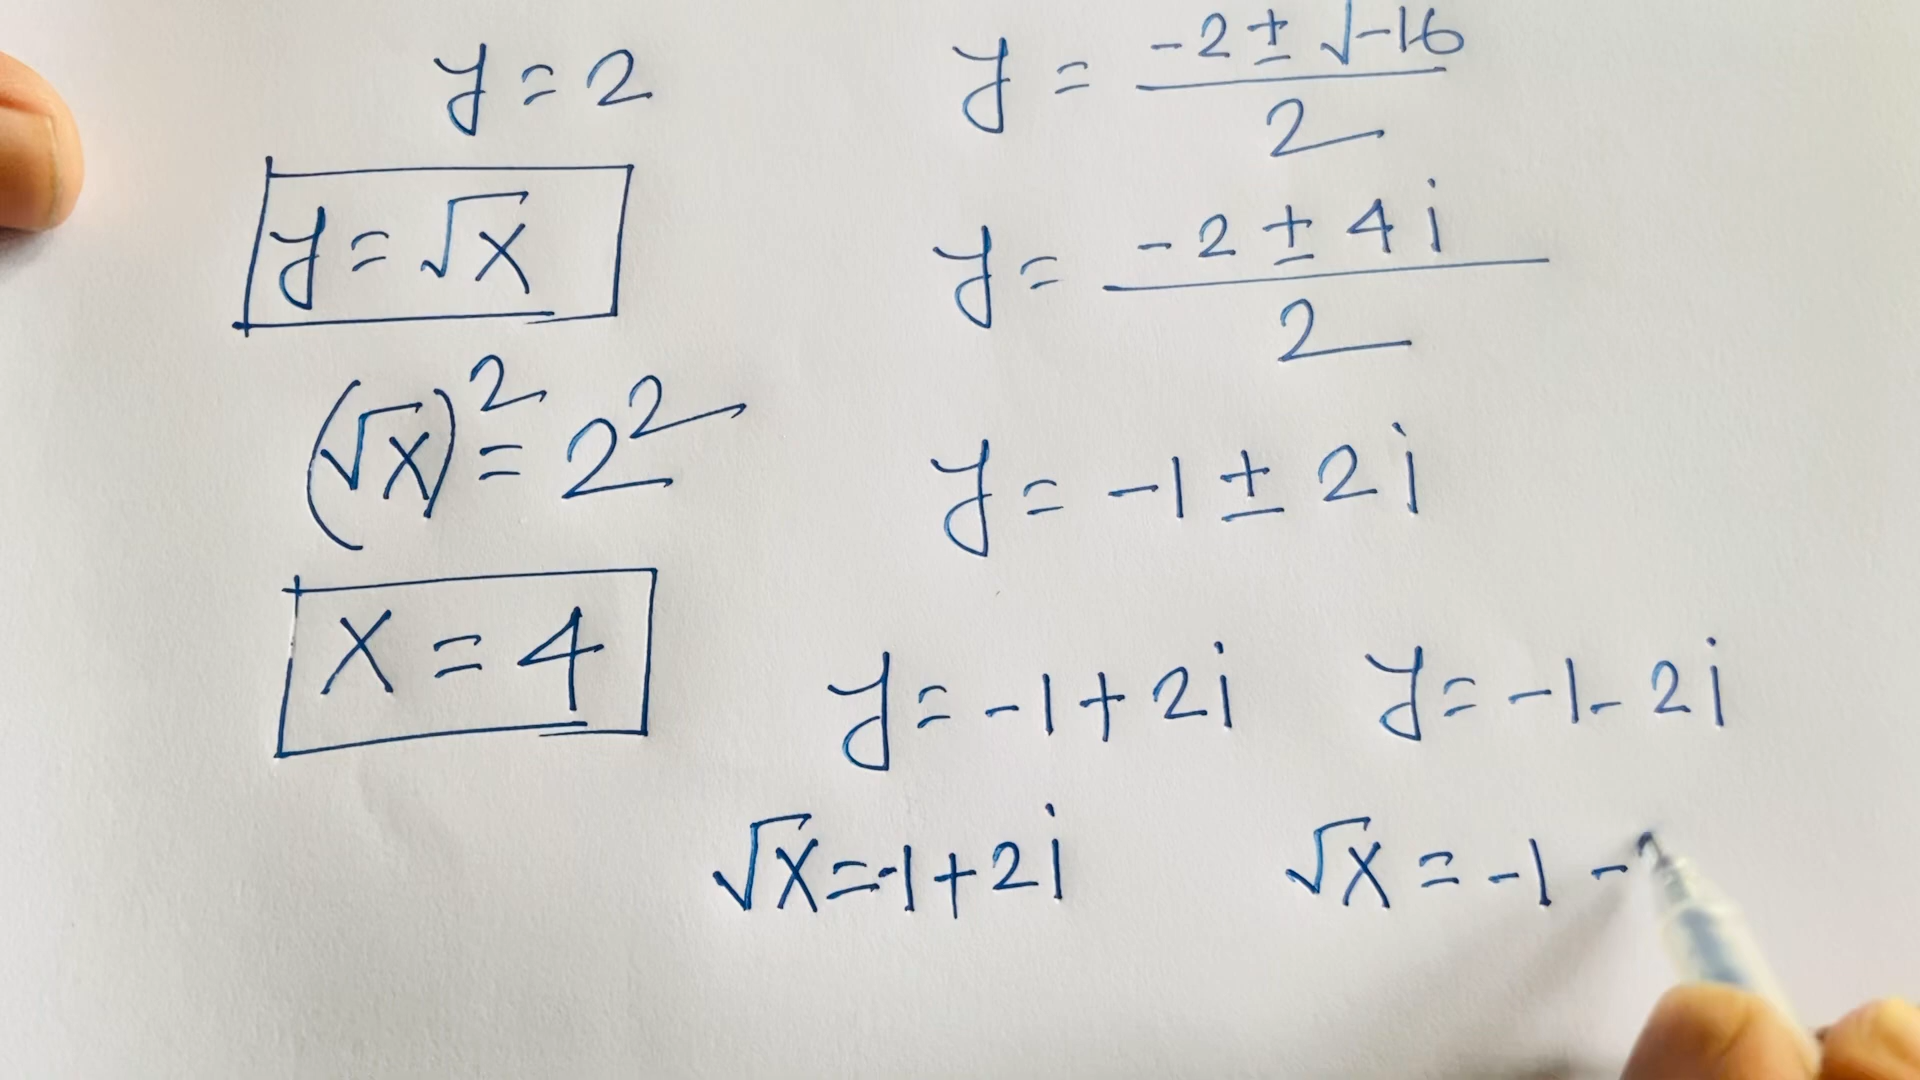 y = 2
y = √x
(√x)² = 2²
x = 4
y = (-2 ± √-16)/2
y = (-2 ± 4i)/2
y = -1 ± 2i
y = -1 + 2i    y = -1 - 2i
√x = -1 + 2i    √x = -1 -